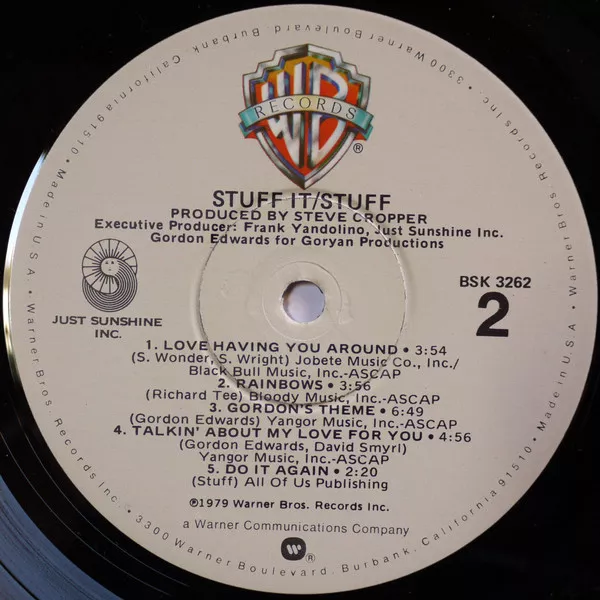 3300 Warner Boulevard, Burbank, California 91510 • Made in U.S.A. • Warner Bros. Records Inc. • 3300 Warner Boulevard, Burbank, California 91510 • Made in U.S.A. • Warner Bros. Records Inc. •
WB
RECORDS
®
STUFF IT/STUFF
PRODUCED BY STEVE CROPPER
Executive Producer: Frank Yandolino, Just Sunshine Inc.
Gordon Edwards for Goryan Productions
BSK 3262
2
JUST SUNSHINE
INC.
1. LOVE HAVING YOU AROUND • 3:54
(S. Wonder, S. Wright) Jobete Music Co., Inc./
Black Bull Music, Inc.-ASCAP
2. RAINBOWS • 3:56
(Richard Tee) Bloody Music, Inc.-ASCAP
3. GORDON'S THEME • 6:49
(Gordon Edwards) Yangor Music, Inc-ASCAP
4. TALKIN' ABOUT MY LOVE FOR YOU • 4:56
(Gordon Edwards, David Smyrl)
Yangor Music, Inc-ASCAP
5. DO IT AGAIN • 2:20
(Stuff) All Of Us Publishing
℗1979 Warner Bros. Records Inc.
a Warner Communications Company
®